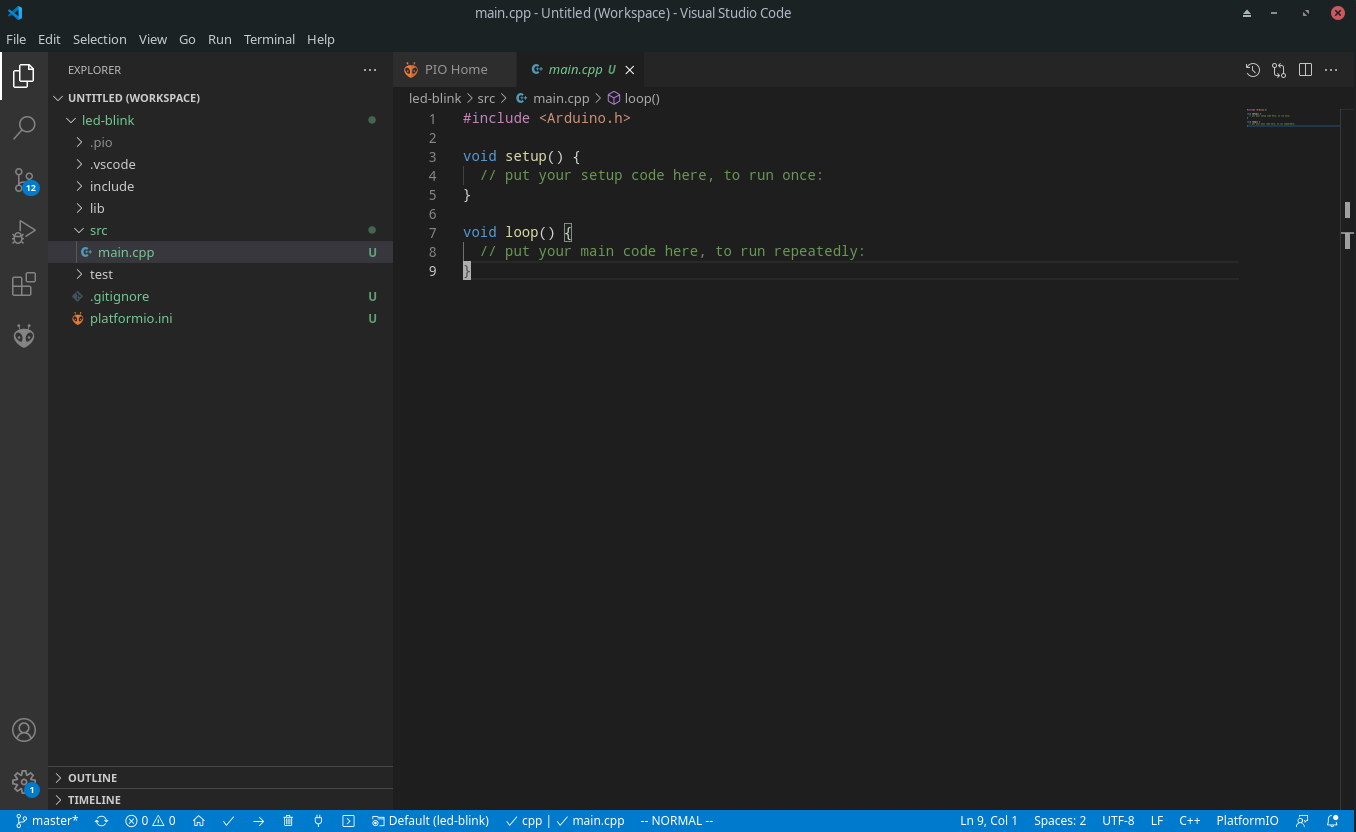 main.cpp - Untitled (Workspace) - Visual Studio Code
File Edit Selection View Go Run Terminal Help
EXPLORER
UNTITLED (WORKSPACE)
led-blink
.pio
.vscode
include
lib
src
main.cpp U
test
.gitignore U
platformio.ini U
OUTLINE
TIMELINE
12
1
PIO Home
main.cpp U
led-blink src main.cpp loop()
1 #include <Arduino.h>
2
3 void setup() {
4 // put your setup code here, to run once:
5 }
6
7 void loop() {
8 // put your main code here, to run repeatedly:
9 }
master* 0 0 Default (led-blink) cpp | main.cpp -- NORMAL -- Ln 9, Col 1 Spaces: 2 UTF-8 LF C++ PlatformIO